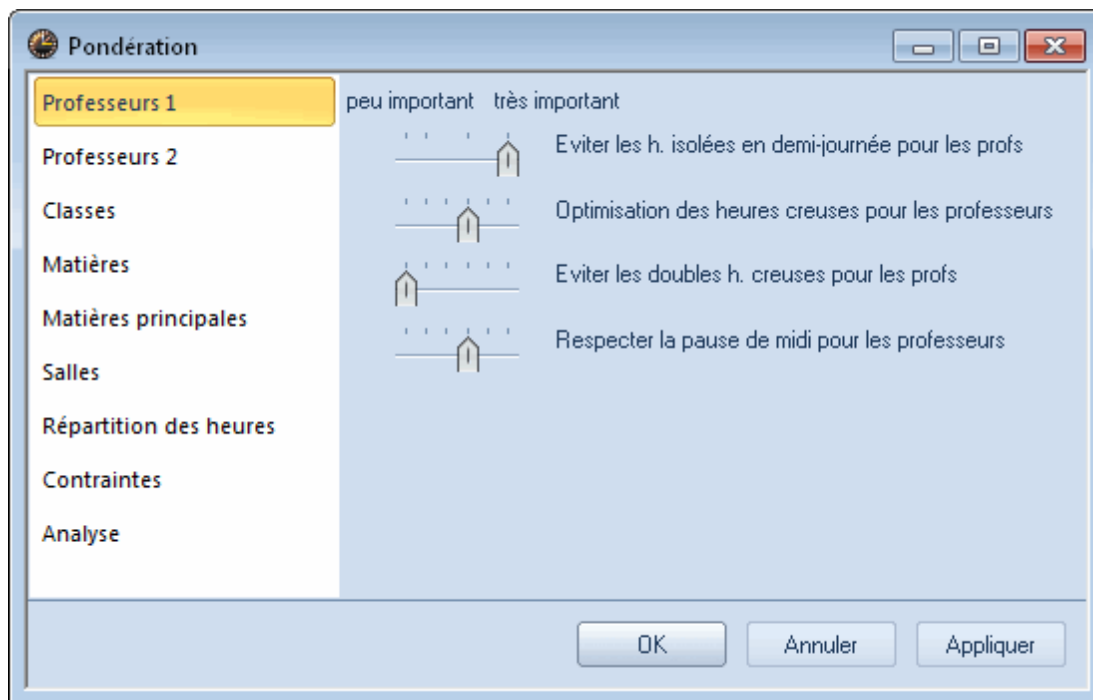 Pondération
Professeurs 1
Professeurs 2
Classes
Matières
Matières principales
Salles
Répartition des heures
Contraintes
Analyse
peu important très important
Eviter les h. isolées en demi-journée pour les profs
Optimisation des heures creuses pour les professeurs
Eviter les doubles h. creuses pour les profs
Respecter la pause de midi pour les professeurs
OK Annuler Appliquer